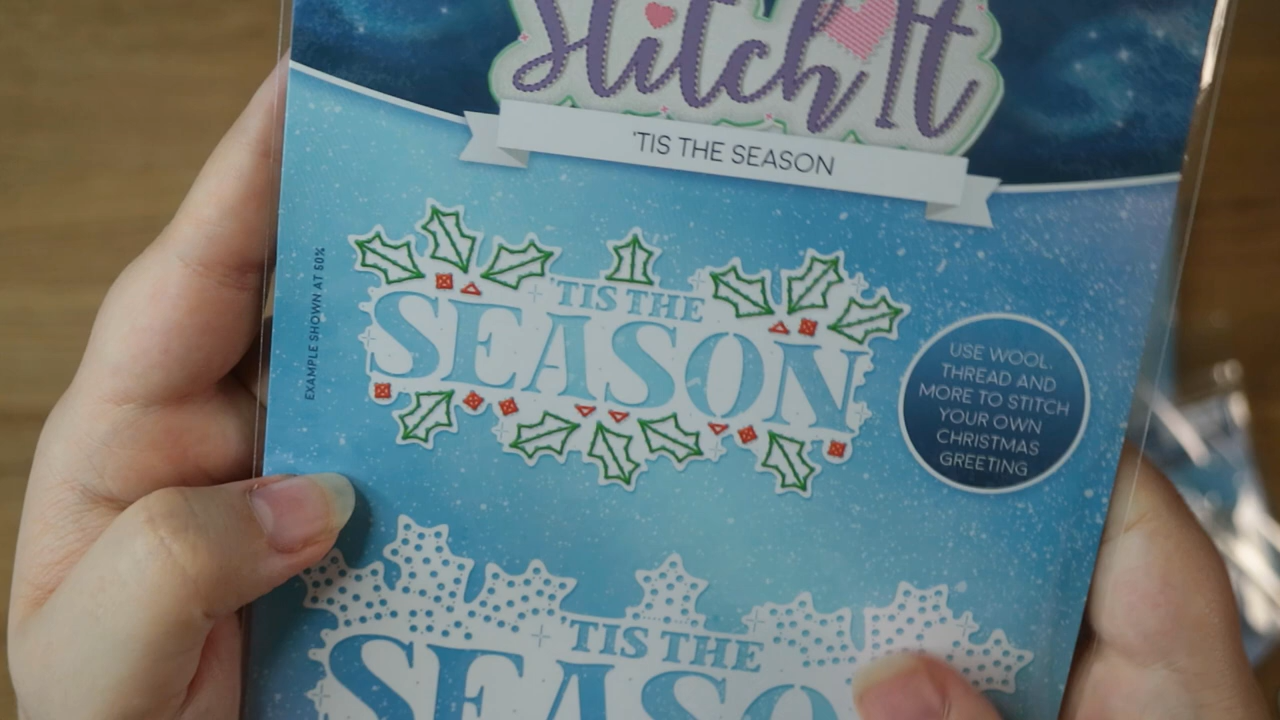 Stitch It
'TIS THE SEASON
EXAMPLE SHOWN AT 50%
'TIS THE
SEASON
USE WOOL,
THREAD AND
MORE TO STITCH
YOUR OWN
CHRISTMAS
GREETING
'TIS THE
SEASO